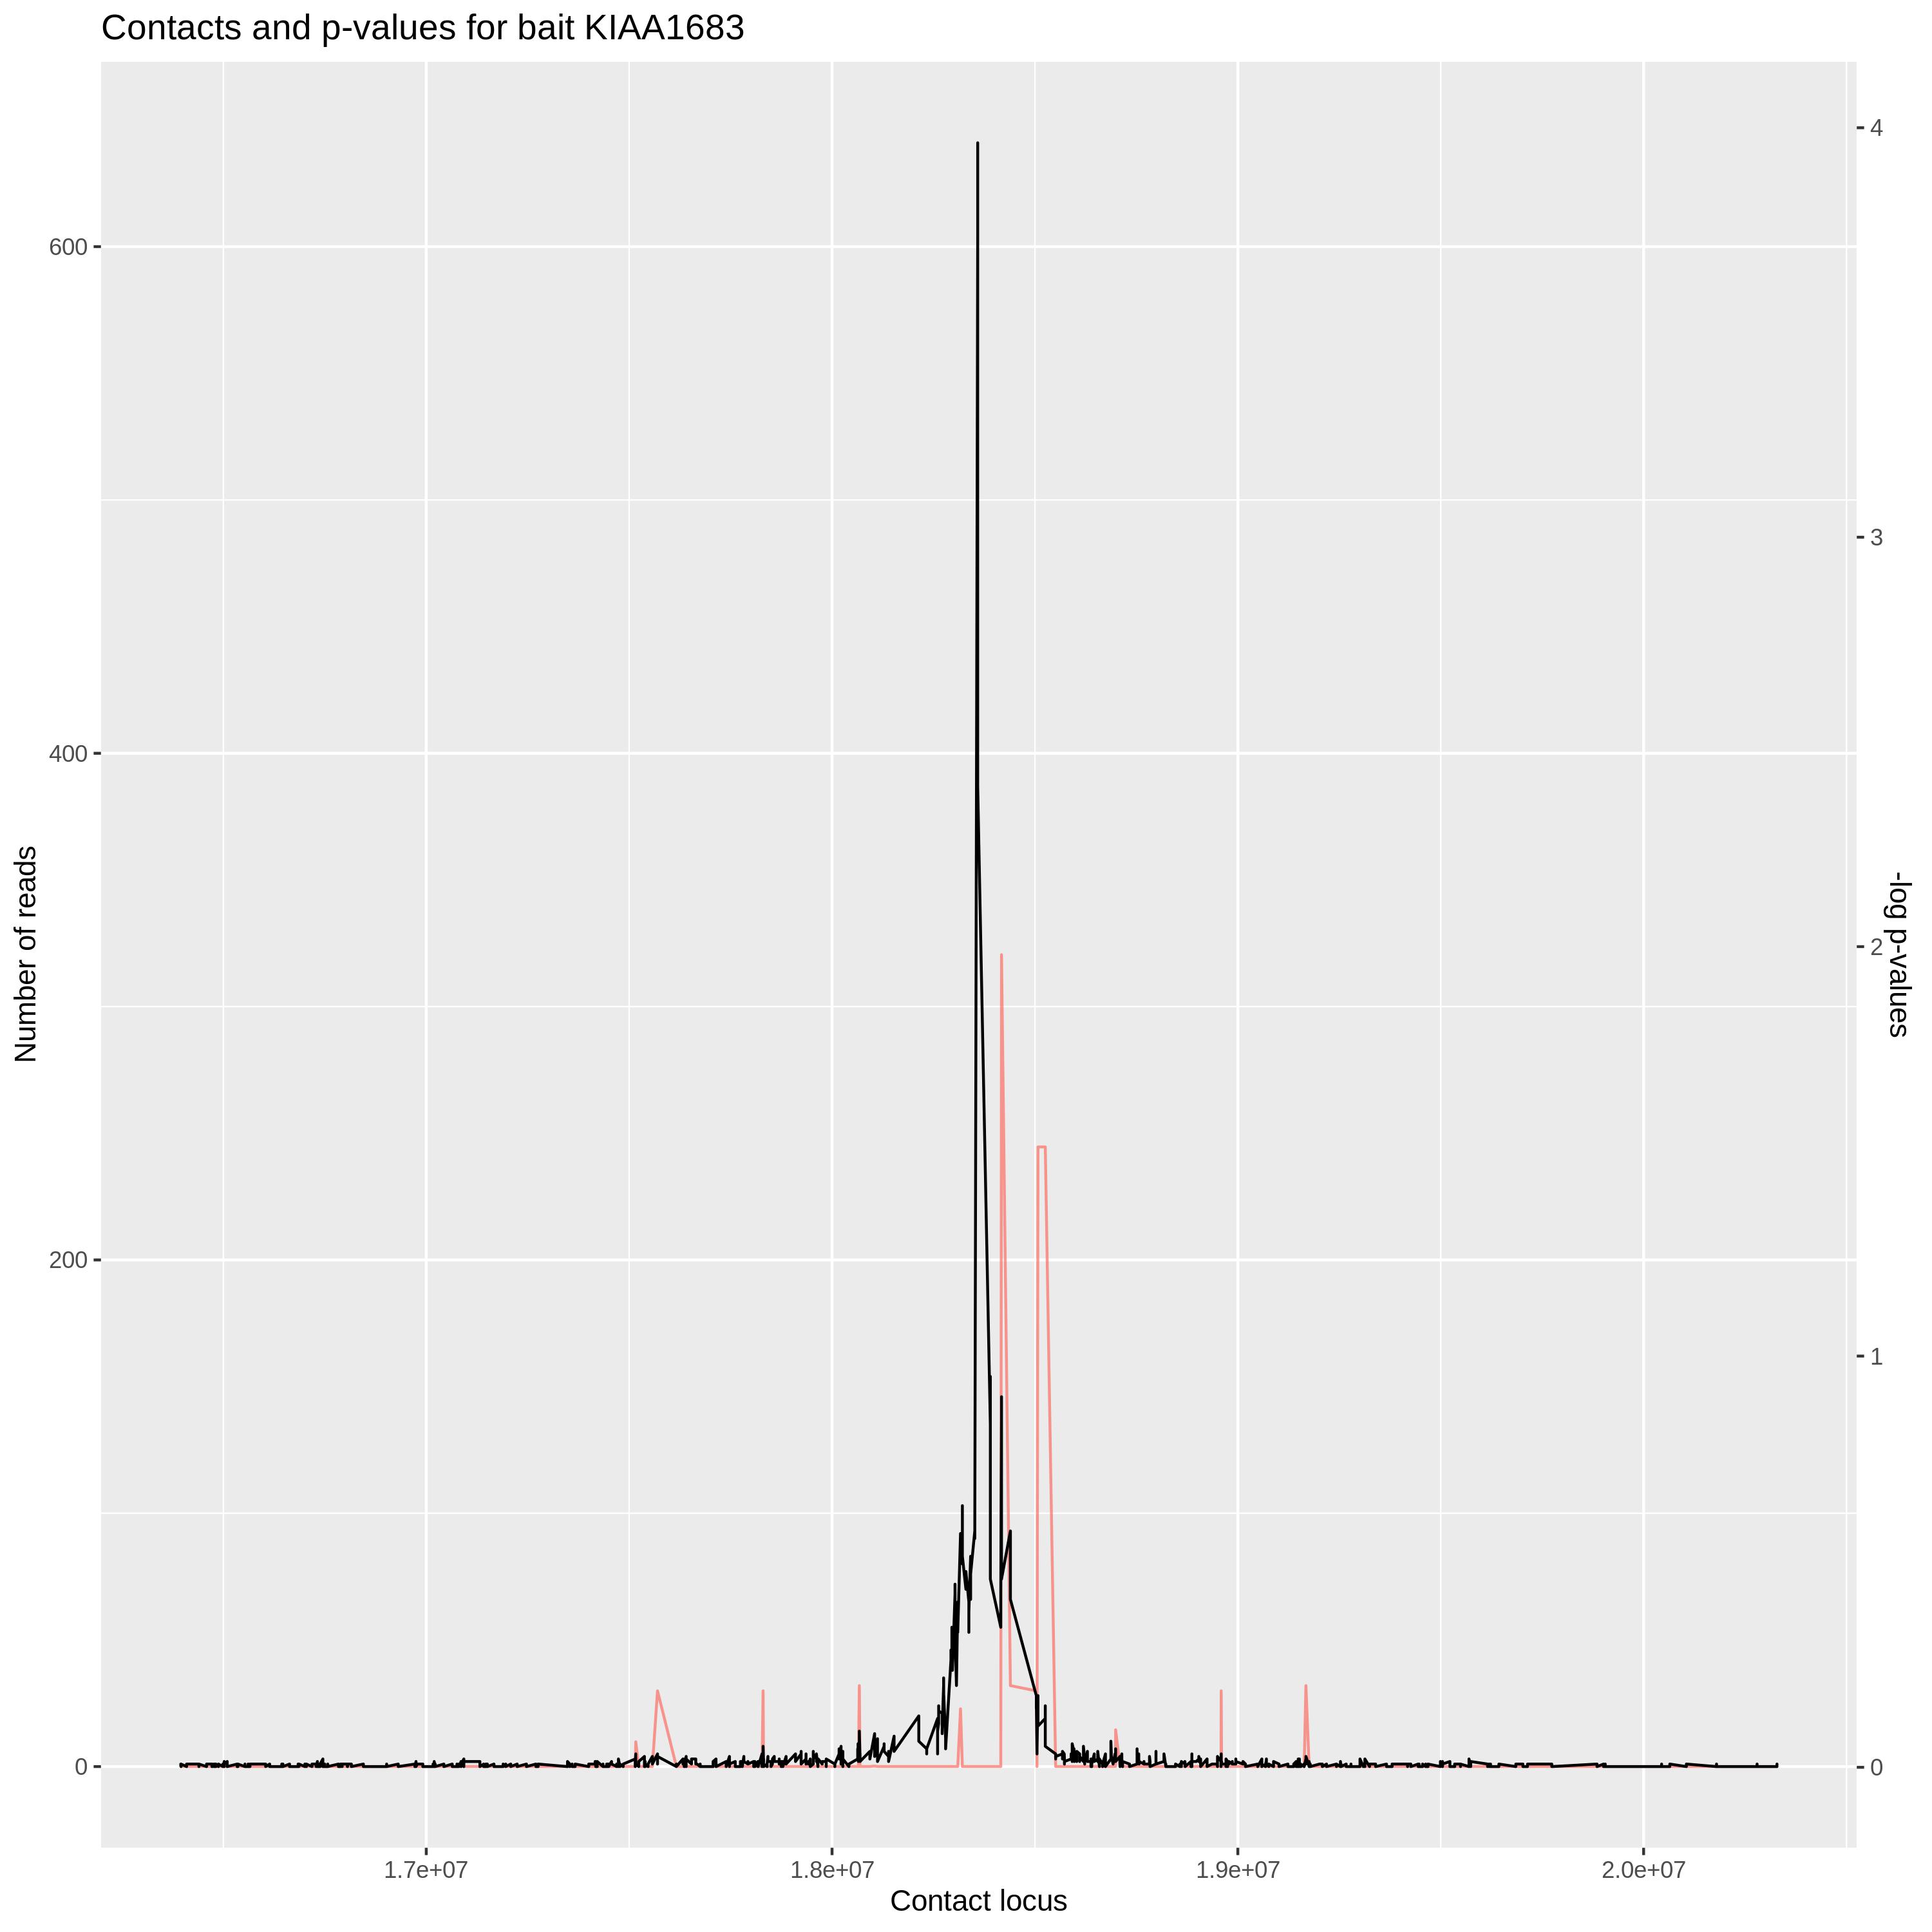 Contacts and p-values for bait KIAA1683
Number of reads
600
400
200
0
4
3
2
1
0
-log p-values
1.7e+07
1.8e+07
1.9e+07
2.0e+07
Contact locus